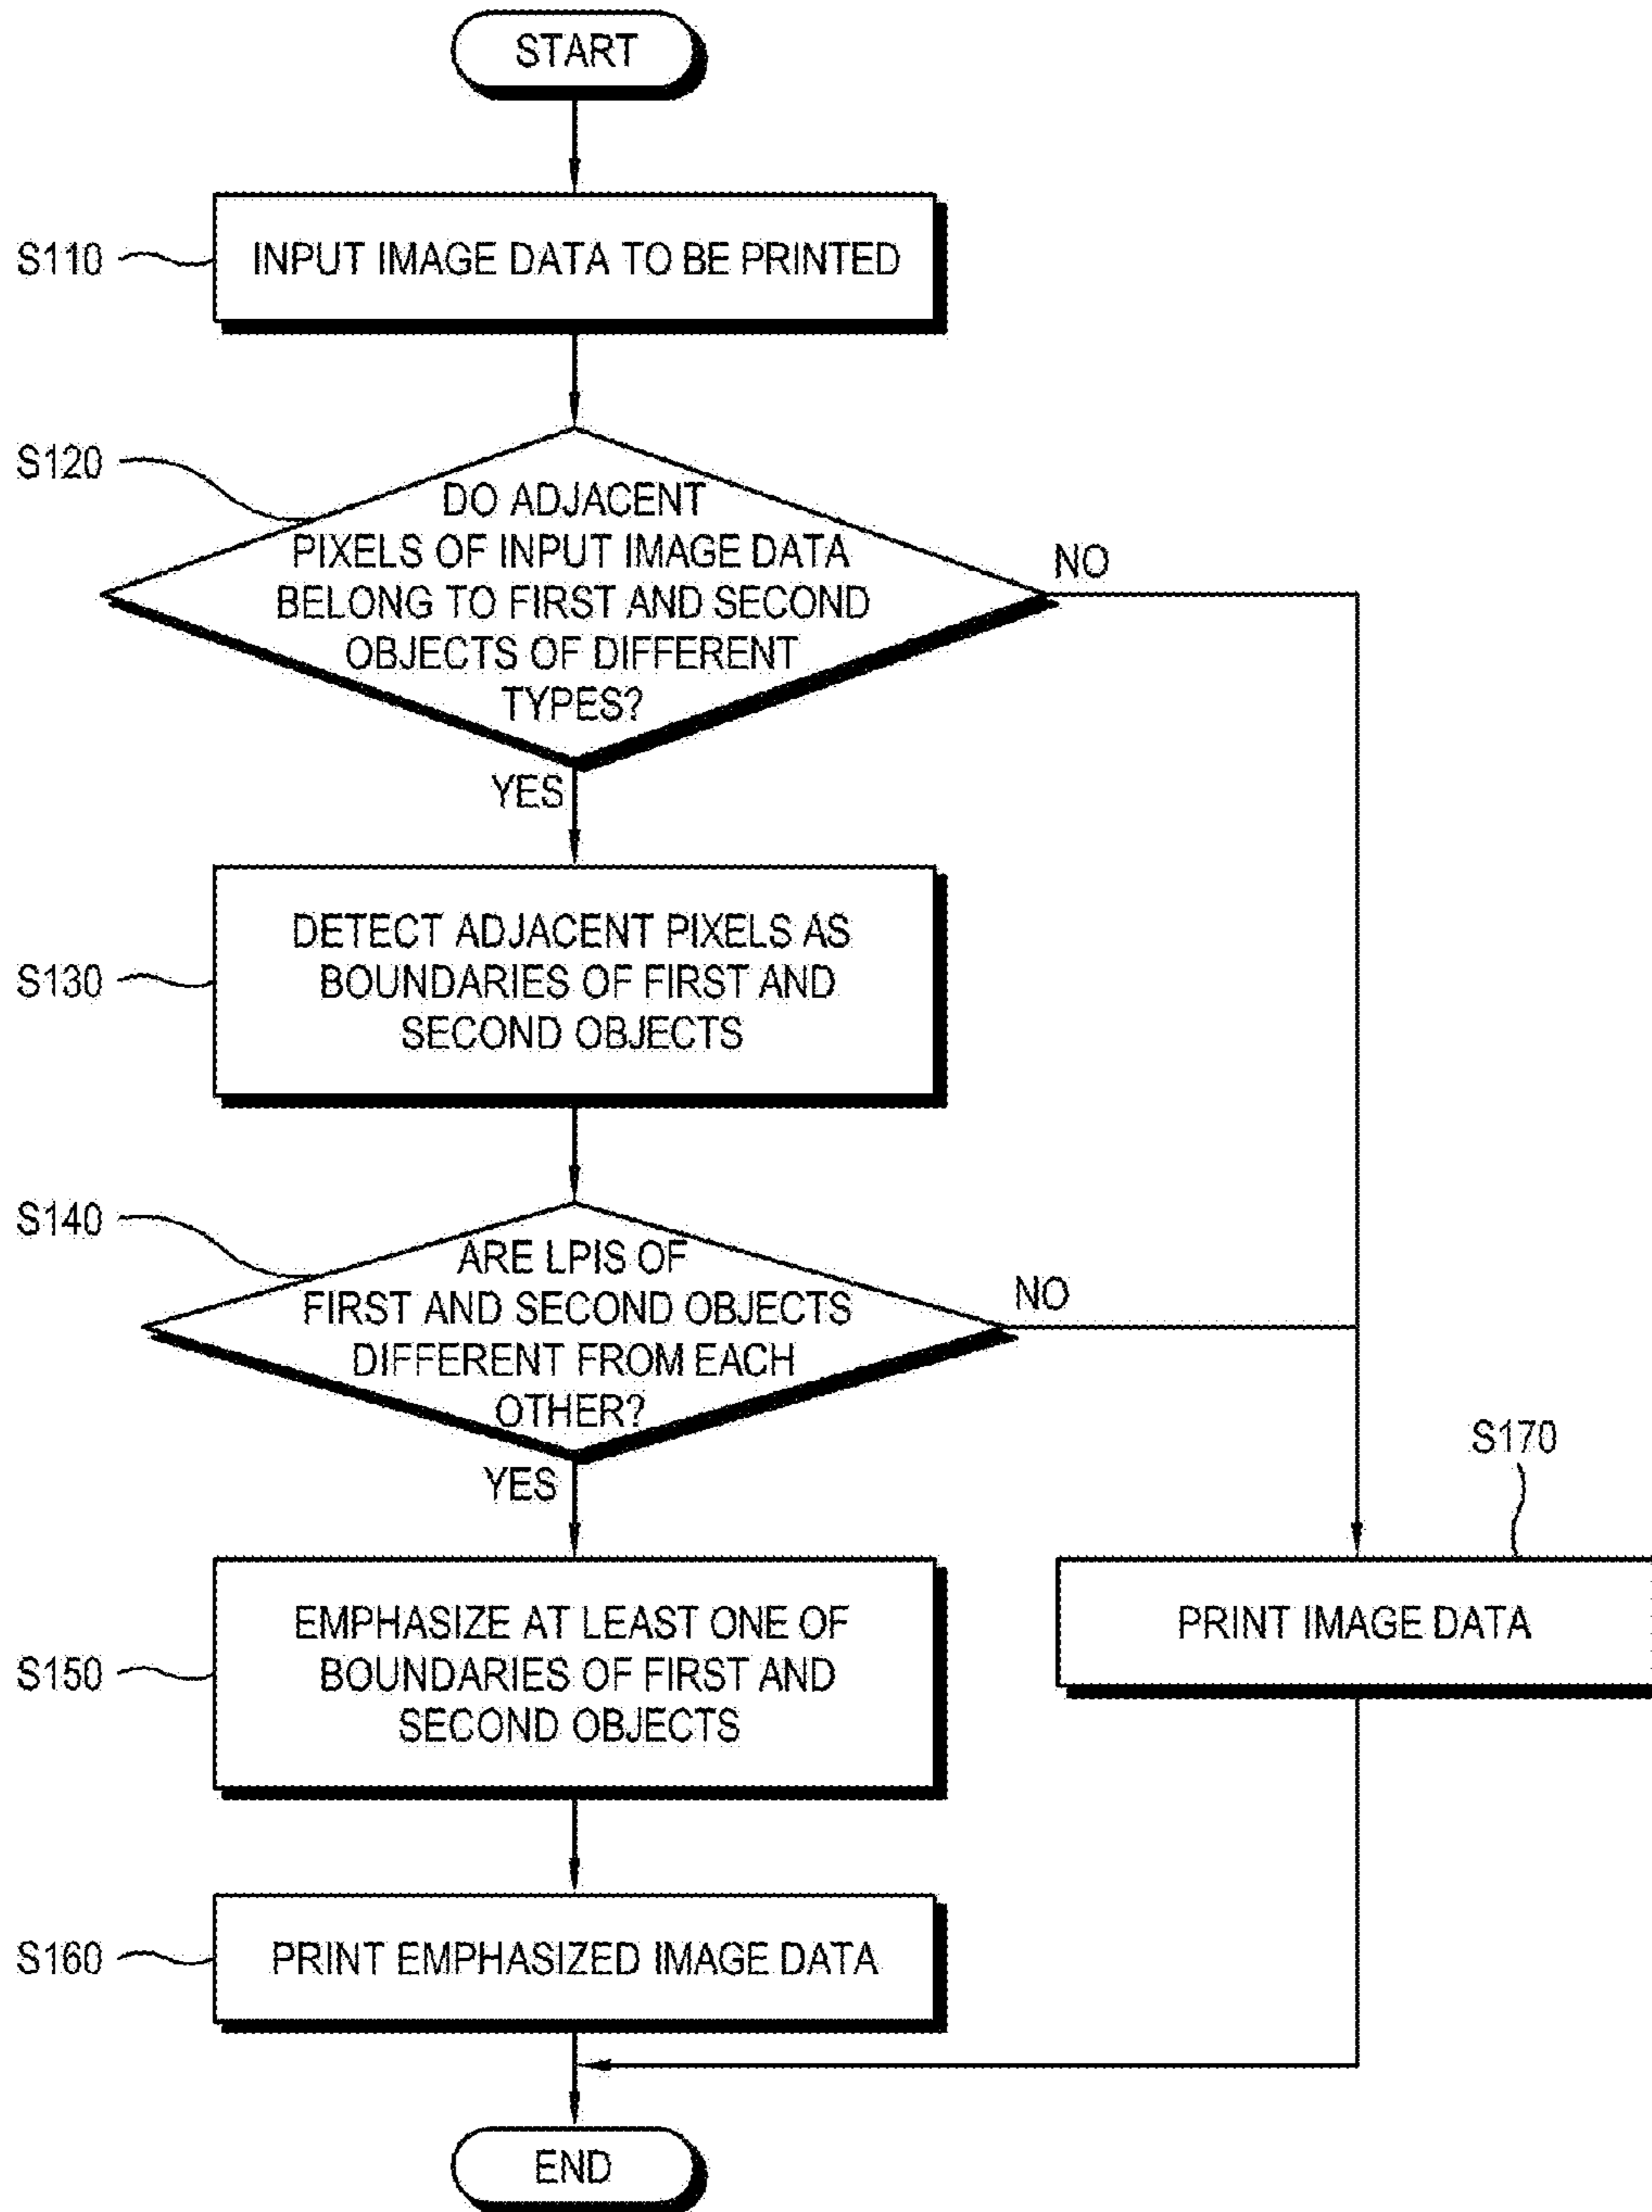 START
S110
INPUT IMAGE DATA TO BE PRINTED
S120
DO ADJACENT
PIXELS OF INPUT IMAGE DATA
BELONG TO FIRST AND SECOND
OBJECTS OF DIFFERENT
TYPES?
NO
YES
S130
DETECT ADJACENT PIXELS AS
BOUNDARIES OF FIRST AND
SECOND OBJECTS
S140
ARE LPIS OF
FIRST AND SECOND OBJECTS
DIFFERENT FROM EACH
OTHER?
NO
YES
S150
EMPHASIZE AT LEAST ONE OF
BOUNDARIES OF FIRST AND
SECOND OBJECTS
S170
PRINT IMAGE DATA
S160
PRINT EMPHASIZED IMAGE DATA
END